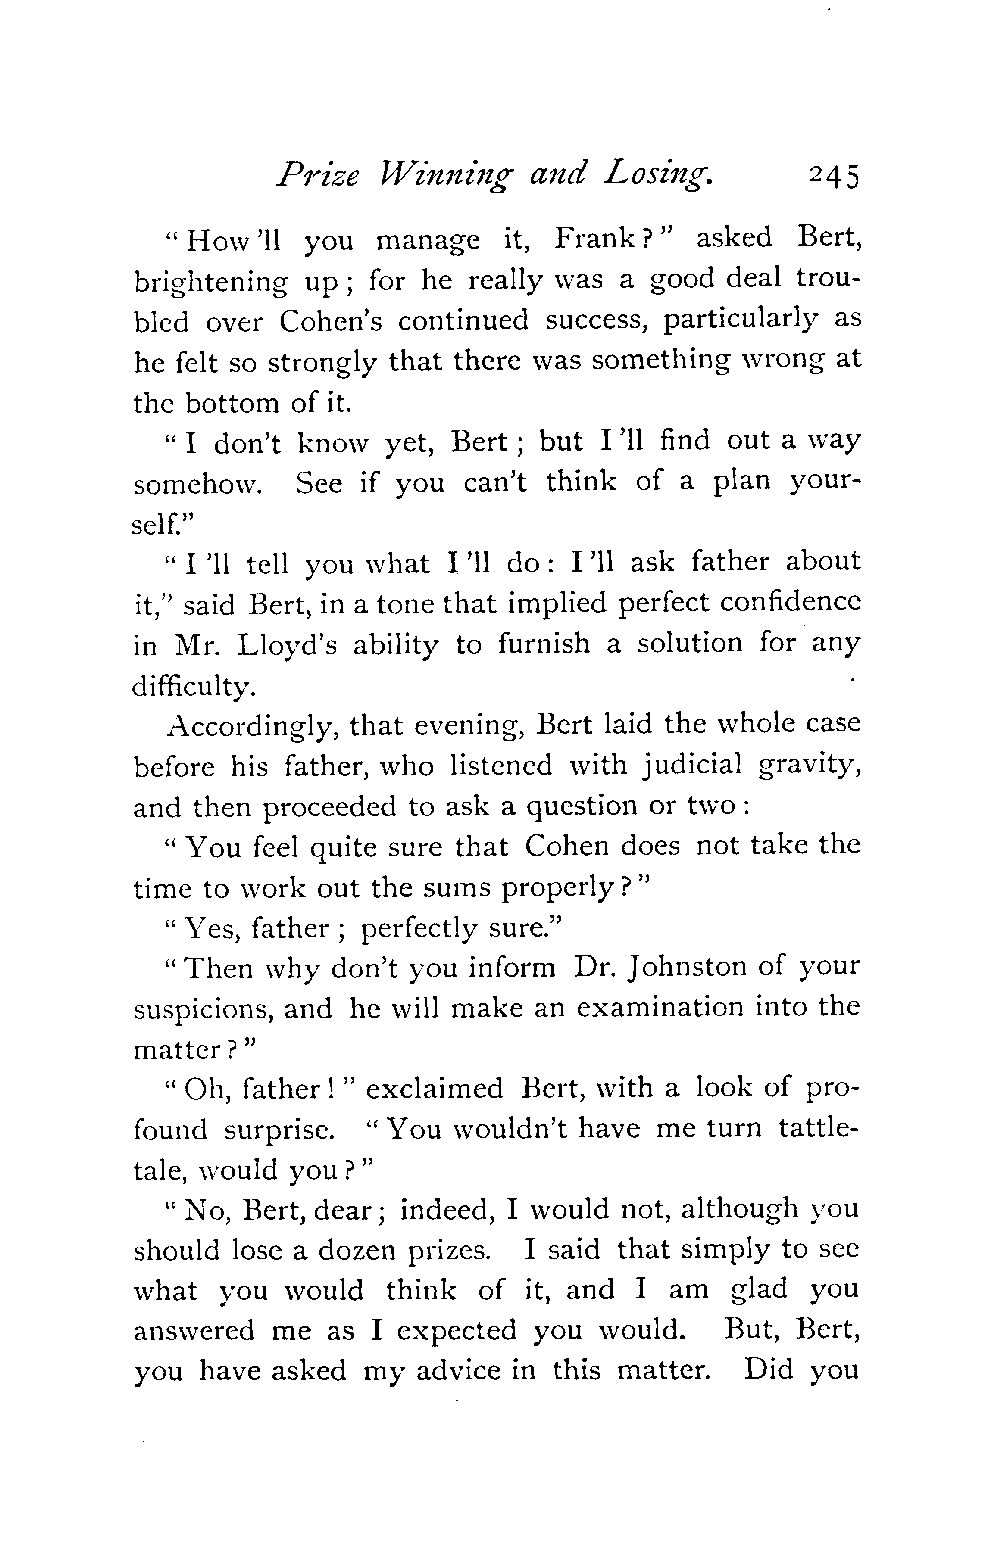 Prize Winning and Losing. 245
“ How ’ll you manage it, Frank ? ” asked Bert,
brightening up ; for he really was a good deal trou-
bled over Cohen’s continued success, particularly as
he felt so strongly that there was something wrong at
the bottom of it.
“ I don’t know yet, Bert ; but I ’ll find out a way
somehow. See if you can’t think of a plan your-
self.”
“ I ’ll tell you what I ’ll do : I ’ll ask father about
it,” said Bert, in a tone that implied perfect confidence
in Mr. Lloyd’s ability to furnish a solution for any
difficulty.
Accordingly, that evening, Bert laid the whole case
before his father, who listened with judicial gravity,
and then proceeded to ask a question or two :
“ You feel quite sure that Cohen does not take the
time to work out the sums properly ? ”
“ Yes, father ; perfectly sure.”
“ Then why don’t you inform Dr. Johnston of your
suspicions, and he will make an examination into the
matter ? ”
“ Oh, father ! ” exclaimed Bert, with a look of pro-
found surprise. “ You wouldn’t have me turn tattle-
tale, would you ? ”
“ No, Bert, dear ; indeed, I would not, although you
should lose a dozen prizes. I said that simply to see
what you would think of it, and I am glad you
answered me as I expected you would. But, Bert,
you have asked my advice in this matter. Did you